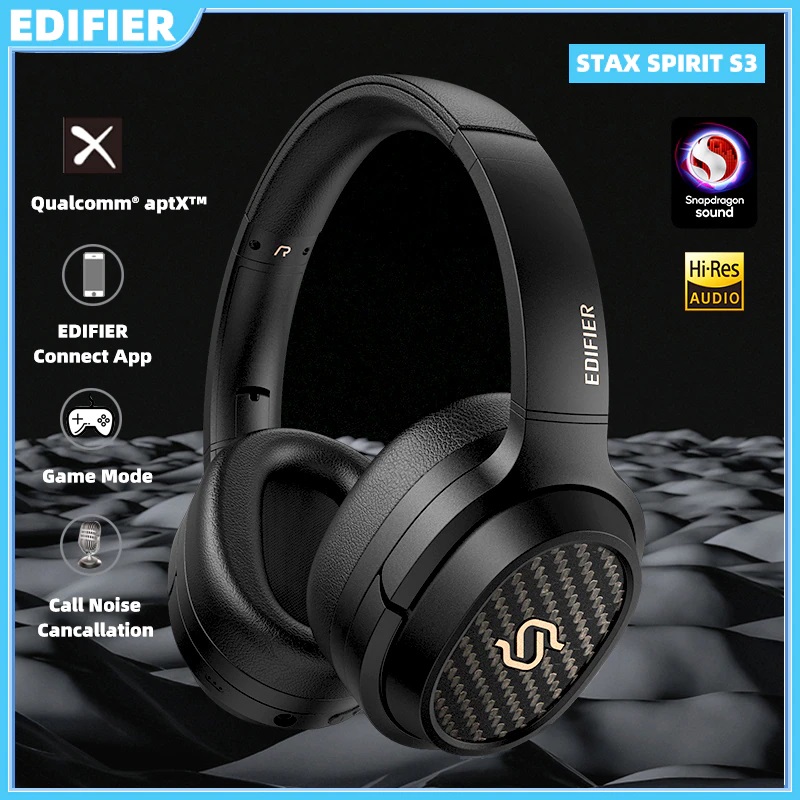 EDIFIER
STAX SPIRIT S3
Qualcomm® aptX™
Snapdragon
sound
R
Hi-Res
AUDIO
EDIFIER
Connect App
EDIFIER
Game Mode
Call Noise
Cancallation